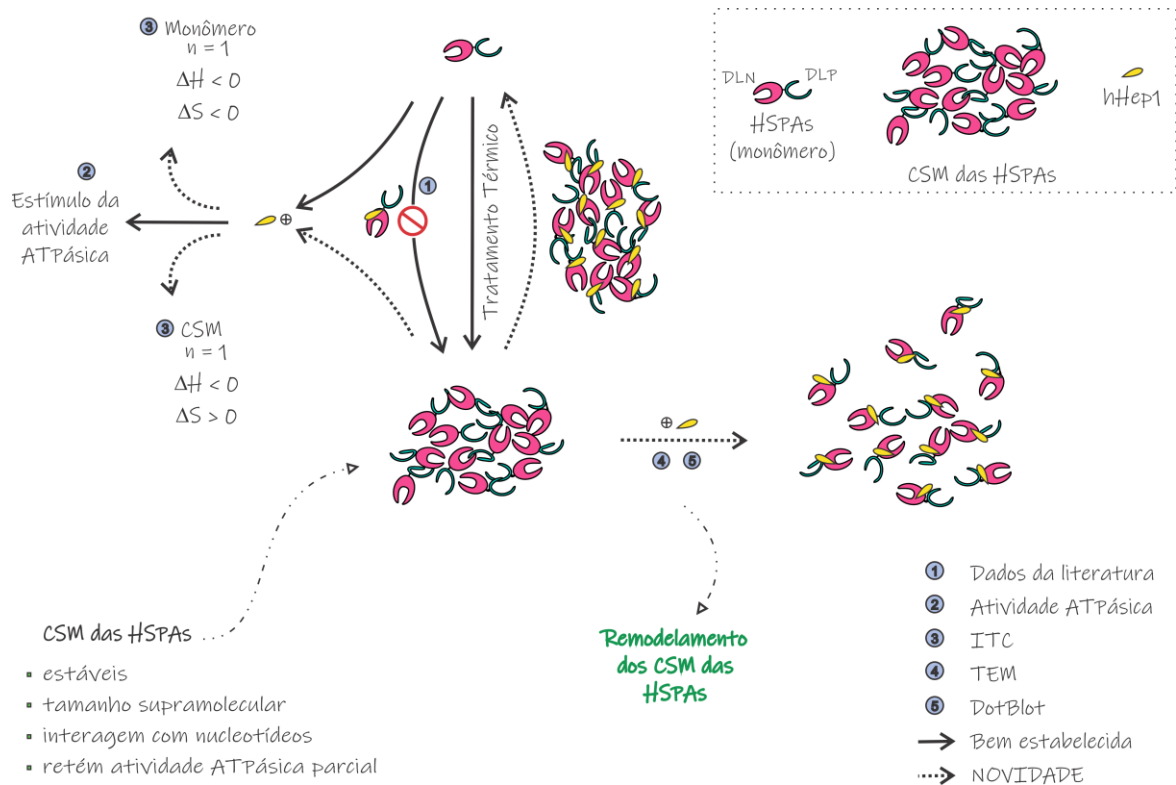 3 Monômero
n = 1
ΔH < 0
ΔS < 0
2
Estímulo da
atividade
ATPásica
⊕
3 CSM
n = 1
ΔH < 0
ΔS > 0
1
Tratamento Térmico
DLN
DLP
HSPAs
(monômero)
CSM das HSPAs
hHep1
⊕
4 5
Remodelamento
dos CSM das
HSPAs
CSM das HSPAs
▪ estáveis
▪ tamanho supramolecular
▪ interagem com nucleotídeos
▪ retém atividade ATPásica parcial
1 Dados da literatura
2 Atividade ATPásica
3 ITC
4 TEM
5 DotBlot
Bem estabelecida
NOVIDADE